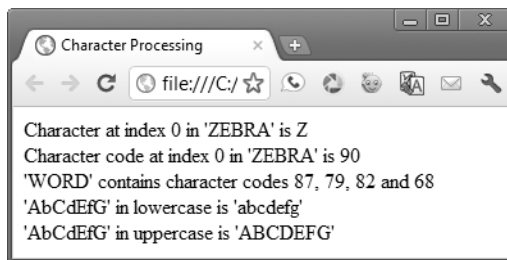 Character Processing
file:///C:/
Character at index 0 in 'ZEBRA' is Z
Character code at index 0 in 'ZEBRA' is 90
'WORD' contains character codes 87, 79, 82 and 68
'AbCdEfG' in lowercase is 'abcdefg'
'AbCdEfG' in uppercase is 'ABCDEFG'